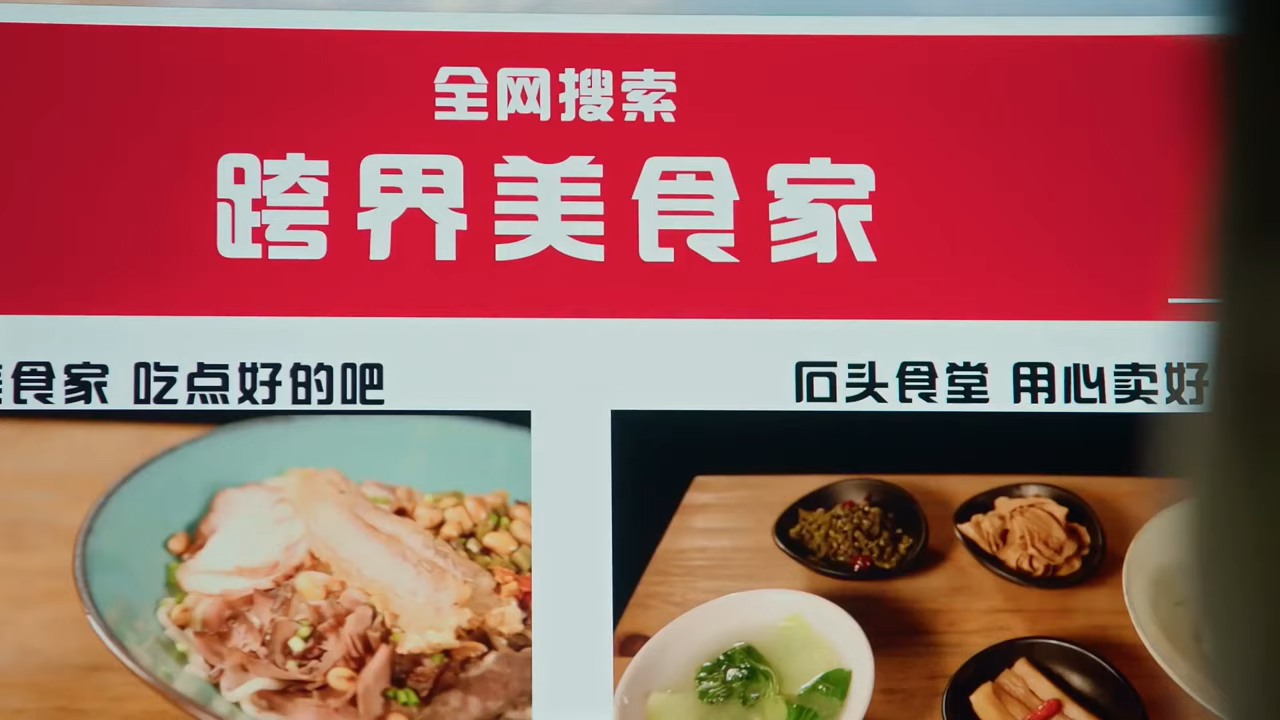 全网搜索
跨界美食家
食家 吃点好的吧
石头食堂 用心卖好